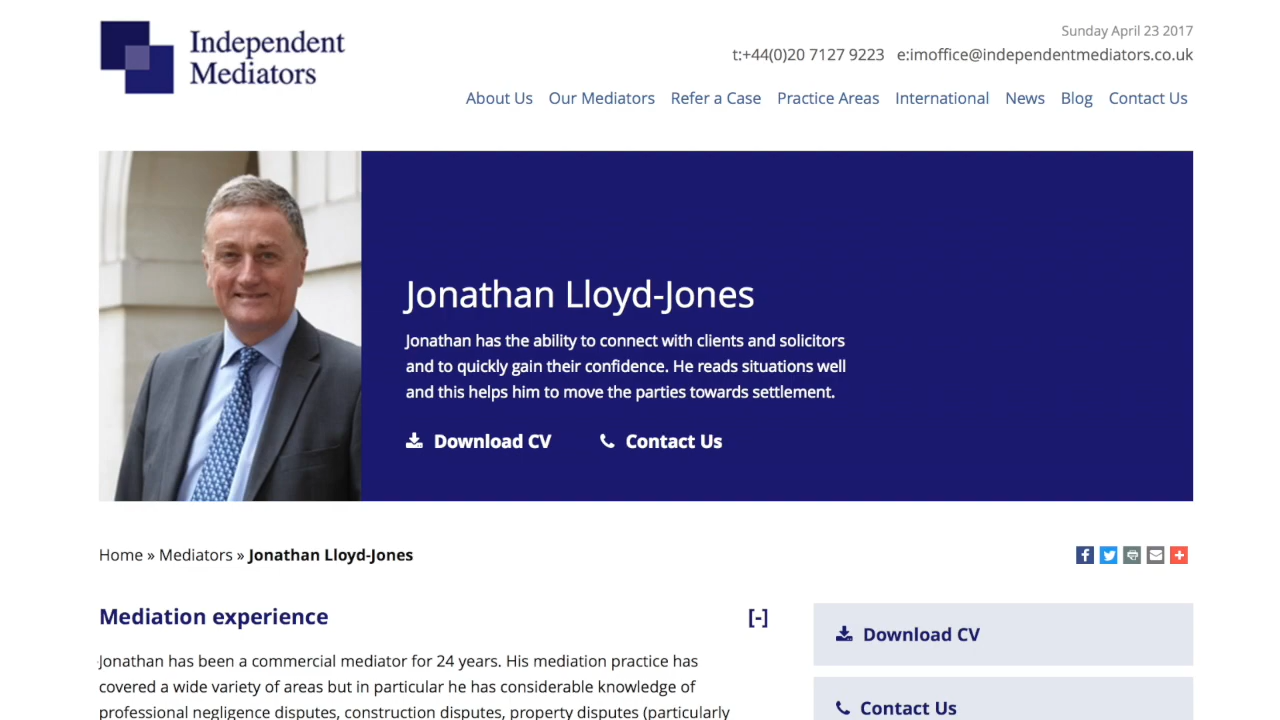 Independent
Mediators
Sunday April 23 2017
t:+44(0)20 7127 9223 e:imoffice@independentmediators.co.uk
About Us Our Mediators Refer a Case Practice Areas International News Blog Contact Us
Jonathan Lloyd-Jones
Jonathan has the ability to connect with clients and solicitors
and to quickly gain their confidence. He reads situations well
and this helps him to move the parties towards settlement.
Download CV Contact Us
Home » Mediators » Jonathan Lloyd-Jones
Mediation experience [-]
Jonathan has been a commercial mediator for 24 years. His mediation practice has
covered a wide variety of areas but in particular he has considerable knowledge of
professional negligence disputes, construction disputes, property disputes (particularly
Download CV
Contact Us